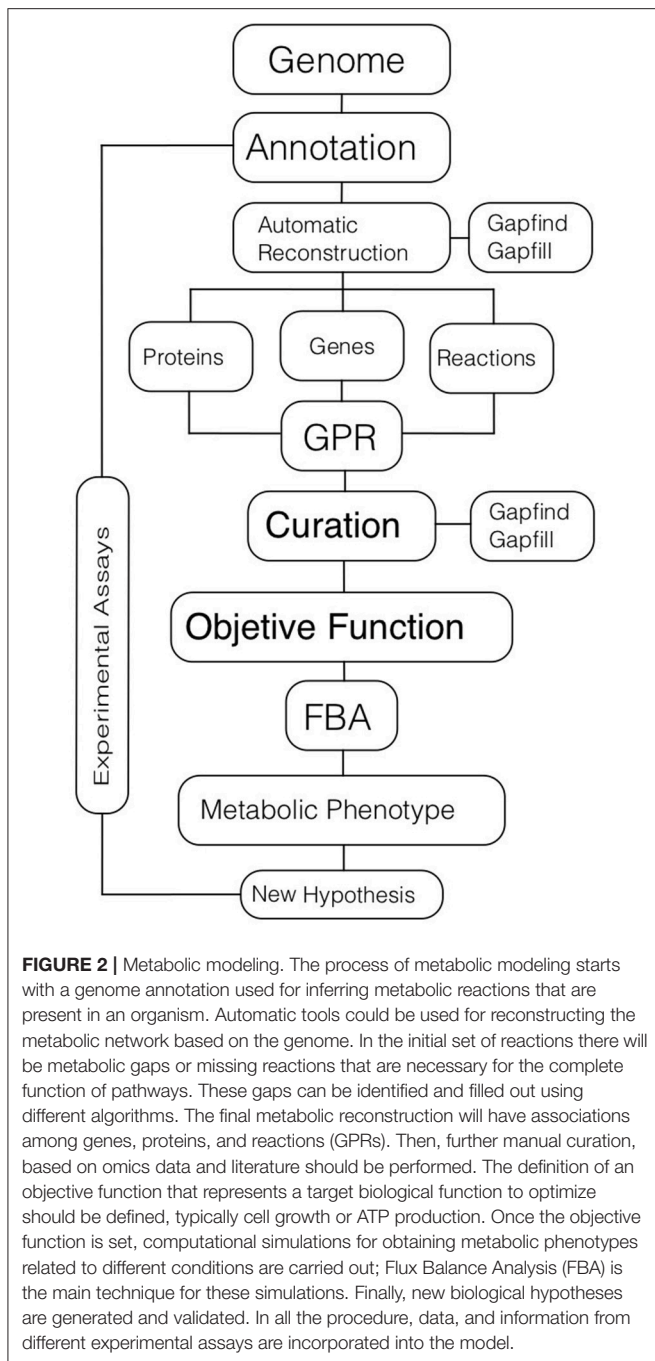 Genome
Annotation
Automatic
Reconstruction
Gapfind
Gapfill
Proteins
Genes
Reactions
GPR
Curation
Gapfind
Gapfill
Experimental Assays
Objetive Function
FBA
Metabolic Phenotype
New Hypothesis
FIGURE 2 | Metabolic modeling. The process of metabolic modeling starts
with a genome annotation used for inferring metabolic reactions that are
present in an organism. Automatic tools could be used for reconstructing the
metabolic network based on the genome. In the initial set of reactions there will
be metabolic gaps or missing reactions that are necessary for the complete
function of pathways. These gaps can be identified and filled out using
different algorithms. The final metabolic reconstruction will have associations
among genes, proteins, and reactions (GPRs). Then, further manual curation,
based on omics data and literature should be performed. The definition of an
objective function that represents a target biological function to optimize
should be defined, typically cell growth or ATP production. Once the objective
function is set, computational simulations for obtaining metabolic phenotypes
related to different conditions are carried out; Flux Balance Analysis (FBA) is
the main technique for these simulations. Finally, new biological hypotheses
are generated and validated. In all the procedure, data, and information from
different experimental assays are incorporated into the model.